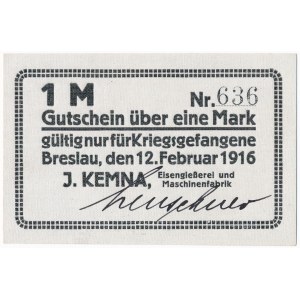 1 M Nr. 636
Gutschein über eine Mark
gültig nur für Kriegsgefangene
Breslau, den 12. Februar 1916
J. KEMNA, Eisengießerei und
Maschinenfabrik